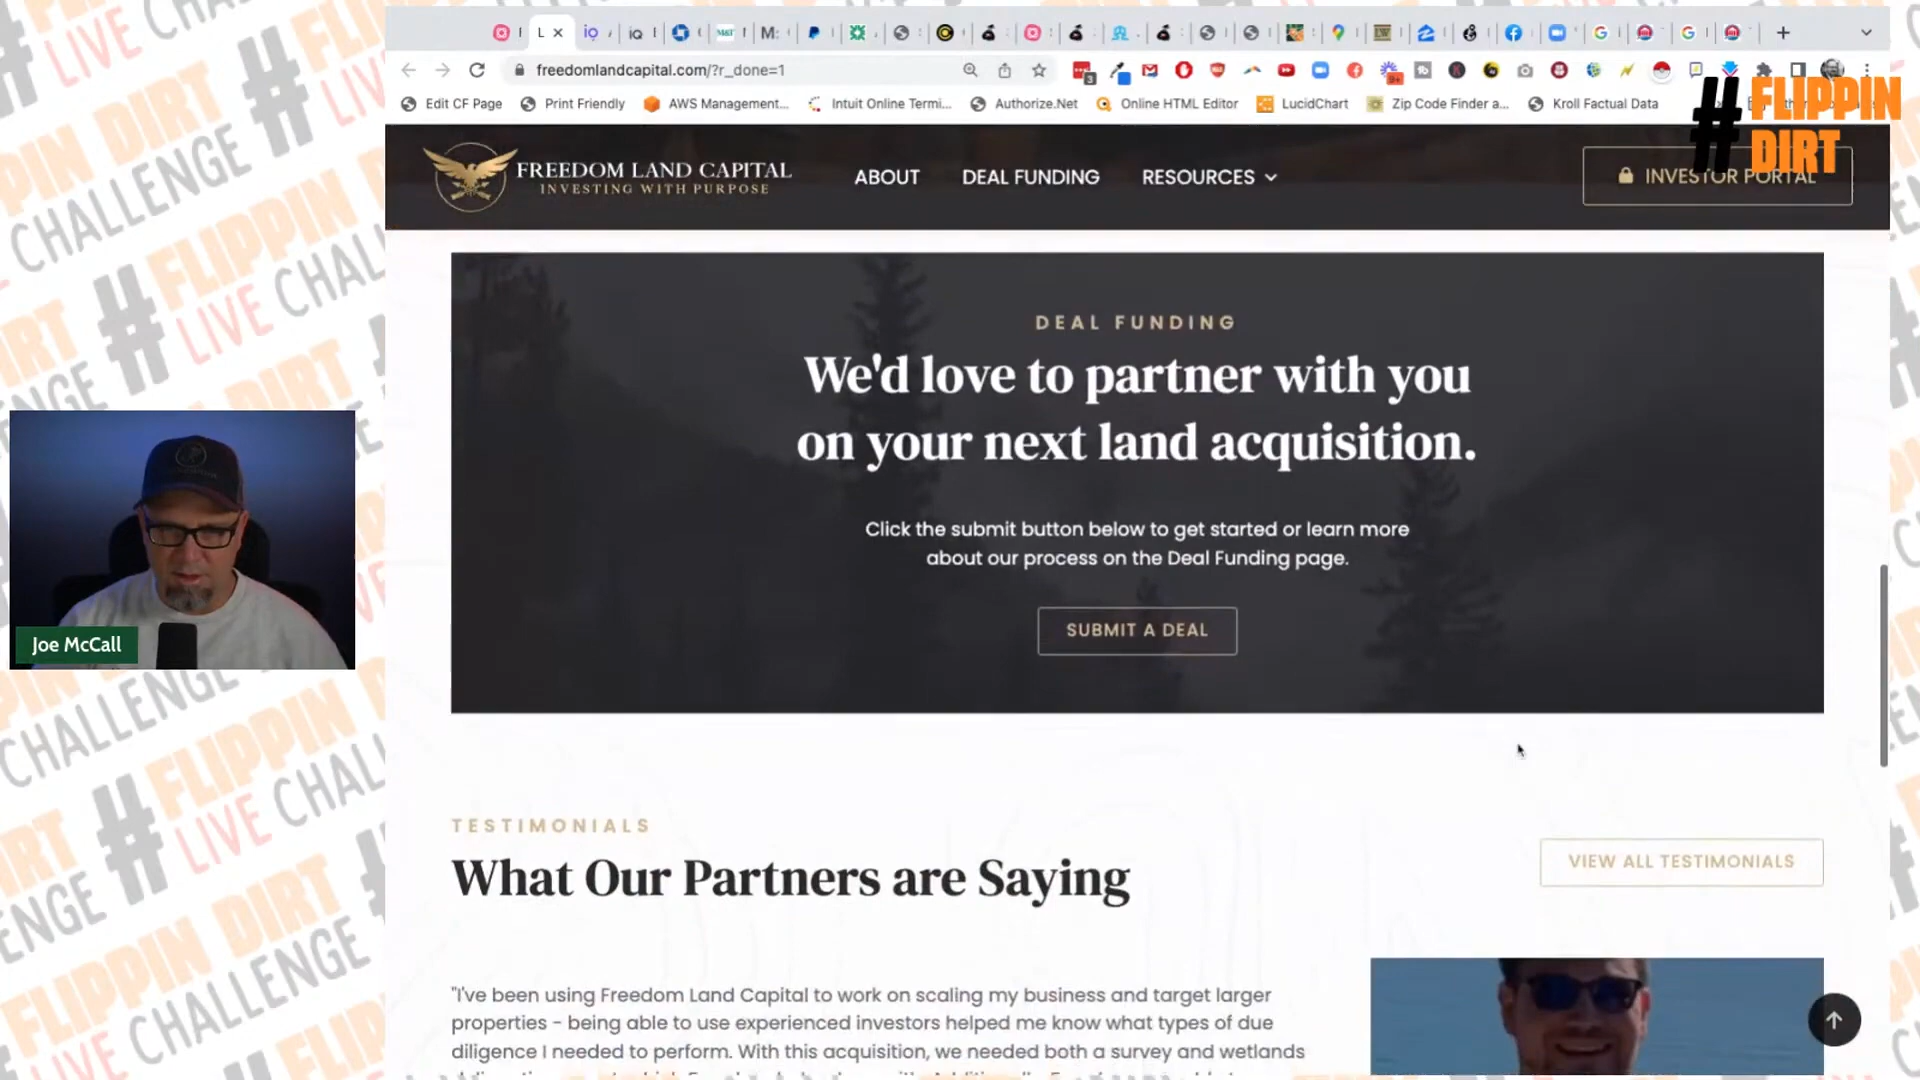 freedomlandcapital.com/?r_done=1
Edit CF Page
Print Friendly
AWS Management...
Intuit Online Termi...
Authorize.Net
Online HTML Editor
LucidChart
Zip Code Finder a...
Kroll Factual Data
#FLIPPIN
DIRT
FREEDOM LAND CAPITAL
INVESTING WITH PURPOSE
ABOUT
DEAL FUNDING
RESOURCES
INVESTOR PORTAL
DEAL FUNDING
We'd love to partner with you
on your next land acquisition.
Click the submit button below to get started or learn more
about our process on the Deal Funding page.
SUBMIT A DEAL
Joe McCall
TESTIMONIALS
What Our Partners are Saying
VIEW ALL TESTIMONIALS
"I've been using Freedom Land Capital to work on scaling my business and target larger
properties - being able to use experienced investors helped me know what types of due
diligence I needed to perform. With this acquisition, we needed both a survey and wetlands
#FLIPPIN DIRT
LIVE CHALLENGE